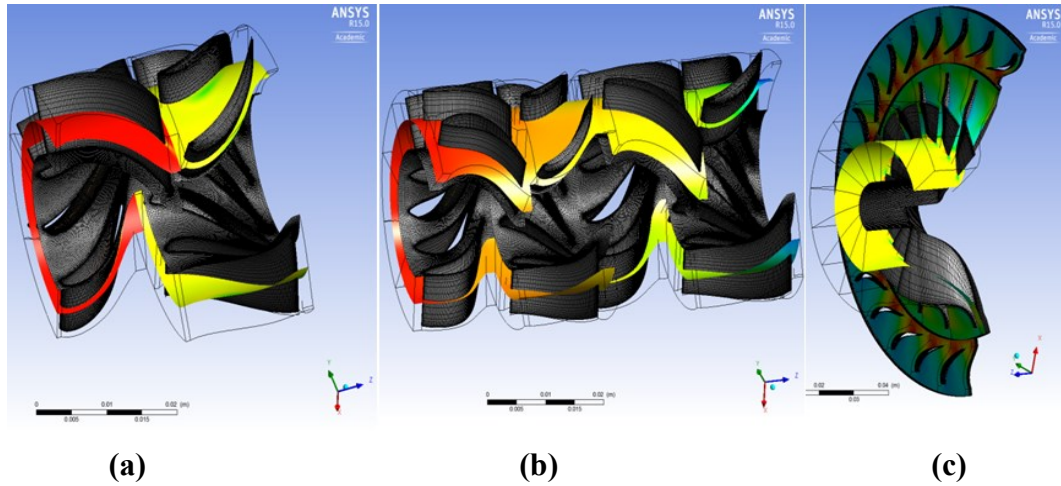 ANSYS
R15.0
Academic
Y
Z
X
0 0.01 0.02 (m)
0.005 0.015
ANSYS
R15.0
Academic
Y
Z
X
0 0.01 0.02 (m)
0.005 0.015
ANSYS
R15.0
Academic
X
Y
Z
0.02 0.04 (m)
0.03
(a) (b) (c)